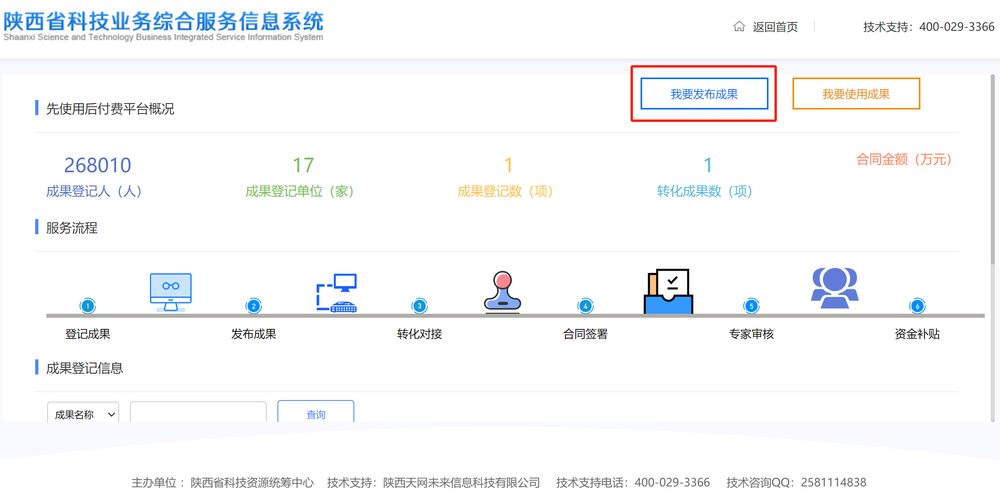 陕西省科技业务综合服务信息系统
Shaanxi Science and Technology Business Integrated Service Information System
返回首页
技术支持：400-029-3366
我要发布成果
我要使用成果
先使用后付费平台概况
268010
成果登记人（人）
17
成果登记单位（家）
1
成果登记数（项）
1
转化成果数（项）
合同金额（万元）
服务流程
1
2
3
4
5
6
登记成果
发布成果
转化对接
合同签署
专家审核
资金补贴
成果登记信息
成果名称
查询
主办单位 ：陕西省科技资源统筹中心 技术支持：陕西天网未来信息科技有限公司 技术支持电话：400-029-3366 技术咨询QQ：2581114838